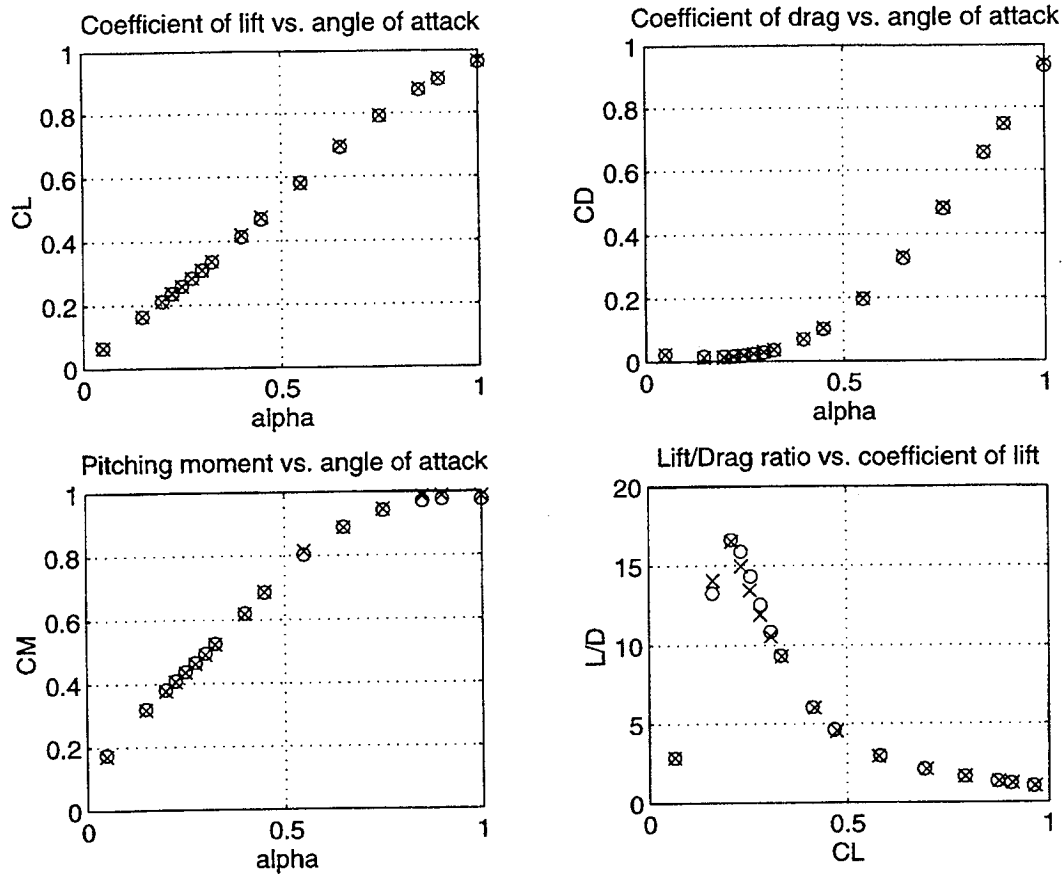 Coefficient of lift vs. angle of attack
1
0.8
0.6
0.4
0.2
0
CL
0
0.5
1
alpha
Coefficient of drag vs. angle of attack
1
0.8
0.6
0.4
0.2
0
CD
0
0.5
1
alpha
Pitching moment vs. angle of attack
1
0.8
0.6
0.4
0.2
0
CM
0
0.5
1
alpha
Lift/Drag ratio vs. coefficient of lift
20
15
10
5
0
L/D
0
0.5
1
CL